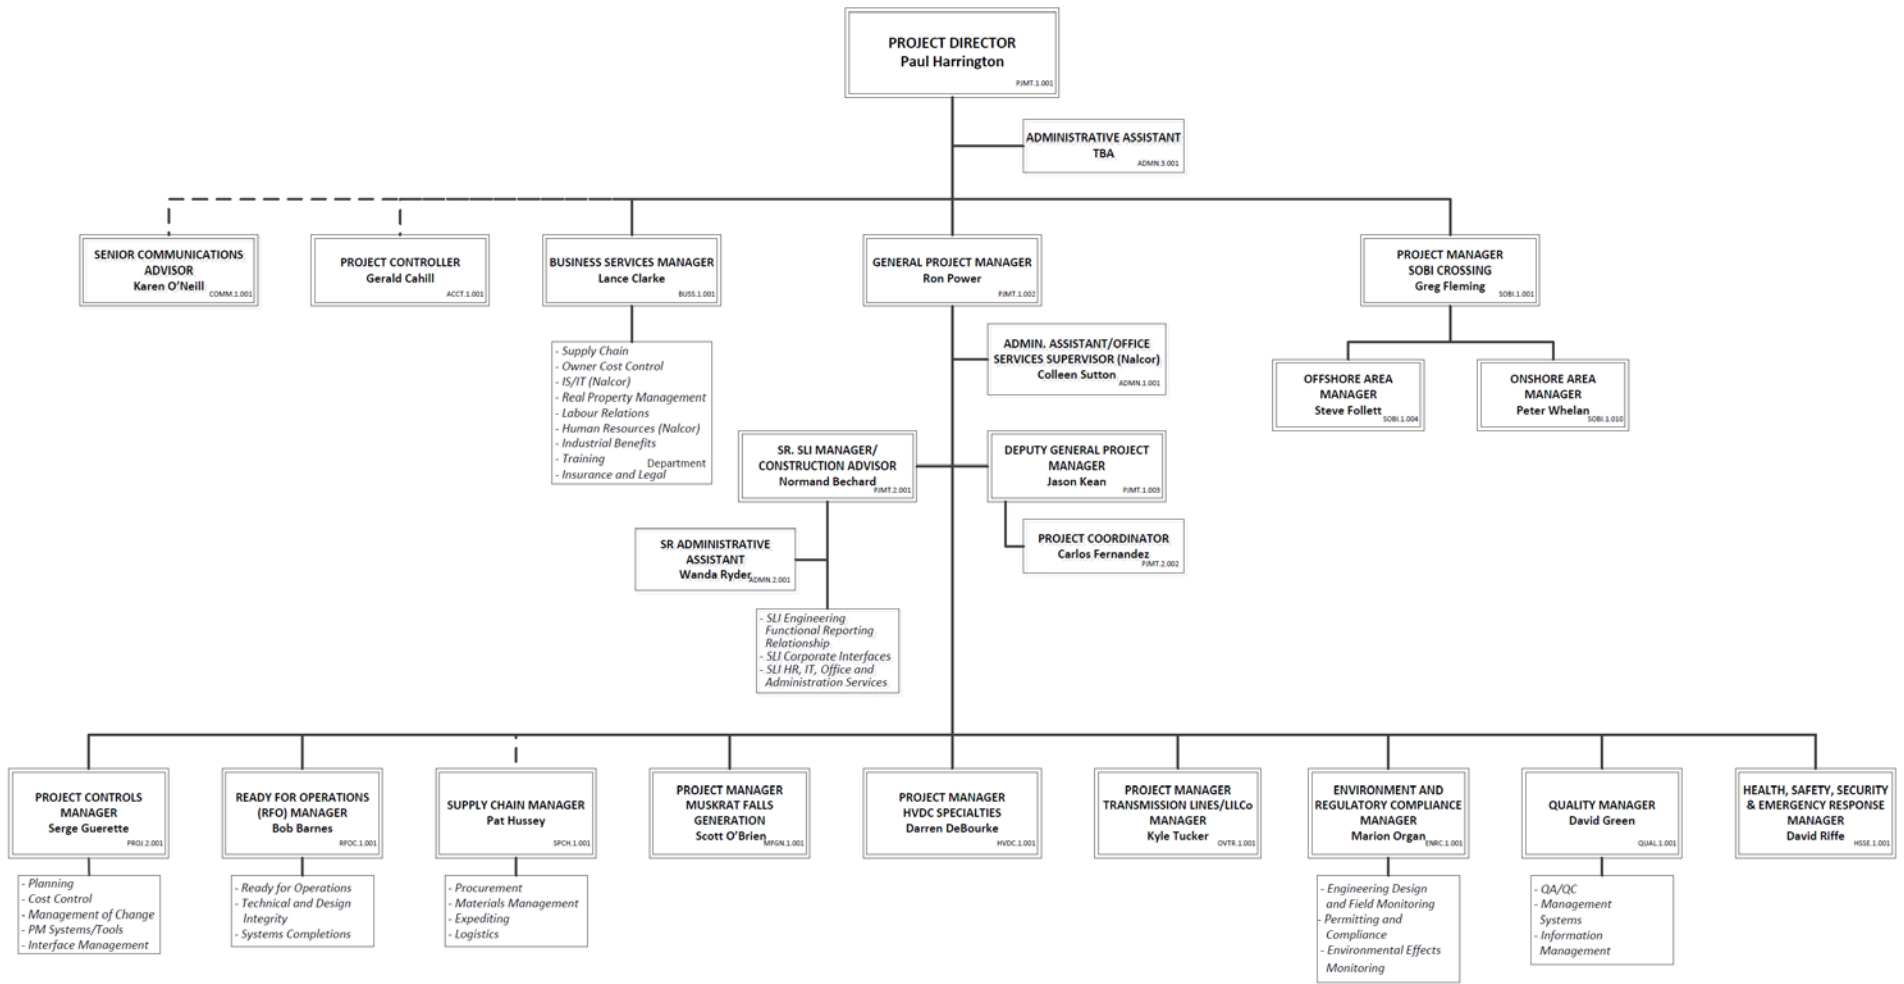 PROJECT DIRECTOR
Paul Harrington
PJMT.1.001
ADMINISTRATIVE ASSISTANT
TBA
ADMN.3.001
SENIOR COMMUNICATIONS
ADVISOR
Karen O'Neill
COMM.1.001
PROJECT CONTROLLER
Gerald Cahill
ACCT.1.001
BUSINESS SERVICES MANAGER
Lance Clarke
BUSS.1.001
GENERAL PROJECT MANAGER
Ron Power
PJMT.1.002
PROJECT MANAGER
SOBI CROSSING
Greg Fleming
SOBI.1.001
- Supply Chain
- Owner Cost Control
- IS/IT (Nalcor)
- Real Property Management
- Labour Relations
- Human Resources (Nalcor)
- Industrial Benefits
- Training
Department
- Insurance and Legal
ADMIN. ASSISTANT/OFFICE
SERVICES SUPERVISOR (Nalcor)
Colleen Sutton
ADMN.1.001
OFFSHORE AREA
MANAGER
Steve Follett
SOBI.1.004
ONSHORE AREA
MANAGER
Peter Whelan
SOBI.1.010
SR. SLI MANAGER/
CONSTRUCTION ADVISOR
Normand Bechard
PJMT.2.001
DEPUTY GENERAL PROJECT
MANAGER
Jason Kean
PJMT.1.003
SR ADMINISTRATIVE
ASSISTANT
Wanda Ryder
ADMN.2.001
PROJECT COORDINATOR
Carlos Fernandez
PJMT.2.002
- SLI Engineering
Functional Reporting
Relationship
- SLI Corporate Interfaces
- SLI HR, IT, Office and
Administration Services
PROJECT CONTROLS
MANAGER
Serge Guerette
PROJ.2.001
READY FOR OPERATIONS
(RFO) MANAGER
Bob Barnes
RFOC.1.001
SUPPLY CHAIN MANAGER
Pat Hussey
SPCH.1.001
PROJECT MANAGER
MUSKRAT FALLS
GENERATION
Scott O'Brien
MFGN.1.001
PROJECT MANAGER
HVDC SPECIALTIES
Darren DeBourke
HVDC.1.001
PROJECT MANAGER
TRANSMISSION LINES/LILCo
MANAGER
Kyle Tucker
OVTR.1.001
ENVIRONMENT AND
REGULATORY COMPLIANCE
MANAGER
Marion Organ
ENRC.1.001
QUALITY MANAGER
David Green
QUAL.1.001
HEALTH, SAFETY, SECURITY
& EMERGENCY RESPONSE
MANAGER
David Riffe
HSSE.1.001
- Planning
- Cost Control
- Management of Change
- PM Systems/Tools
- Interface Management
- Ready for Operations
- Technical and Design
Integrity
- Systems Completions
- Procurement
- Materials Management
- Expediting
- Logistics
- Engineering Design
and Field Monitoring
- Permitting and
Compliance
- Environmental Effects
Monitoring
- QA/QC
- Management
Systems
- Information
Management